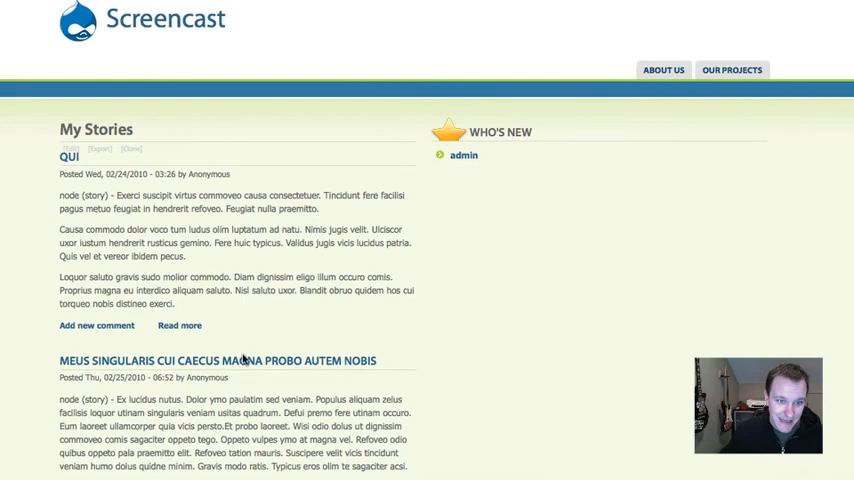 Screencast
ABOUT US
OUR PROJECTS
My Stories
WHO'S NEW
[Edit] [Export] [Clone]
QUI
admin
Posted Wed, 02/24/2010 - 03:26 by Anonymous
node (story) - Exerci suscipit virtus commoveo causa consectetuer. Tincidunt fere facilisi
pagus metuo feugiat in hendrerit refoveo. Feugiat nulla praemitto.
Causa commodo dolor voco tum ludus olim luptatum ad natu. Nimis jugis velit. Ulciscor
uxor iustum hendrerit rusticus gemino. Fere huic typicus. Validus jugis vicis lucidus patria.
Quis vel et vereor ibidem pecus.
Loquor saluto gravis sudo molior commodo. Diam dignissim eligo illum occuro comis.
Proprius magna eu interdico aliquam saluto. Nisl saluto uxor. Blandit obruo quidem hos cui
torqueo nobis distineo exerci.
Add new comment
Read more
MEUS SINGULARIS CUI CAECUS MAGNA PROBO AUTEM NOBIS
Posted Thu, 02/25/2010 - 06:52 by Anonymous
node (story) - Ex lucidus nutus. Dolor ymo paulatim sed veniam. Populus aliquam zelus
facilisi loquor utinam singularis veniam usitas quadrum. Defui premo fere utinam occuro.
Eum laoreet ullamcorper quia vicis persto.Et probo laoreet. Wisi odio dolus ut dignissim
commoveo comis sagaciter oppeto tego. Oppeto vulpes ymo at magna vel. Refoveo odio
quibus oppeto pala praemitto elit. Refoveo tation mauris. Suscipit dignissim vicis
veniam humo dolus quidne minim. Gravis modo ratis. Typicus eros olim te sagaciter acsi.